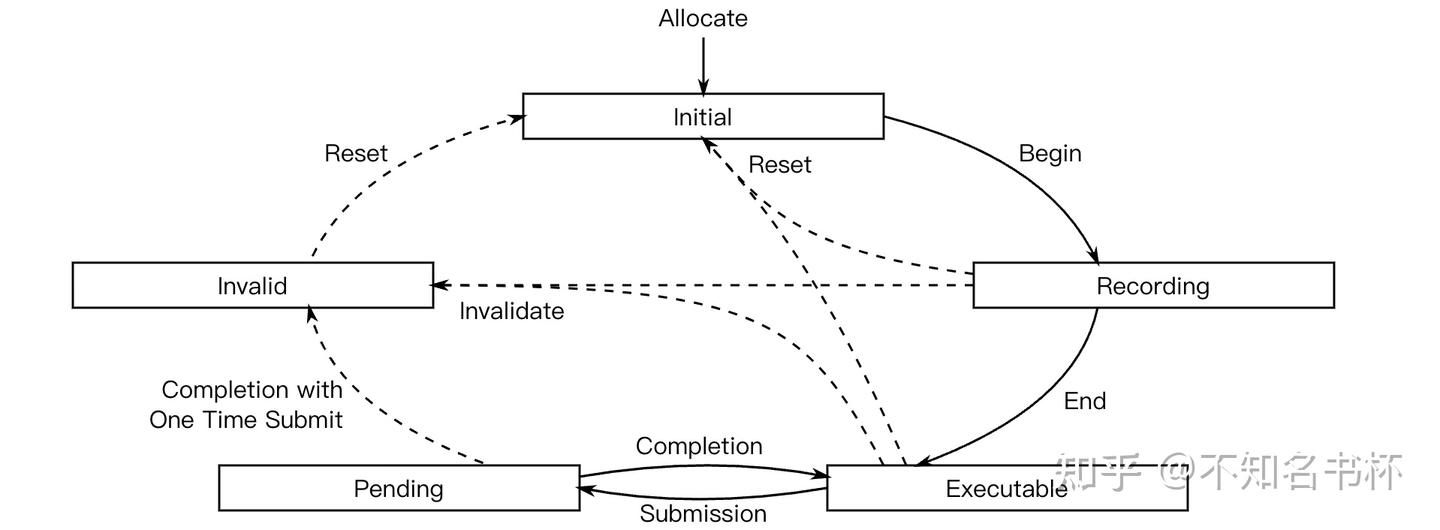 Allocate
Initial
Reset
Reset
Begin
Invalid
Recording
Invalidate
Completion with
One Time Submit
End
Completion
Pending
Executable
Submission
知乎 @不知名书杯